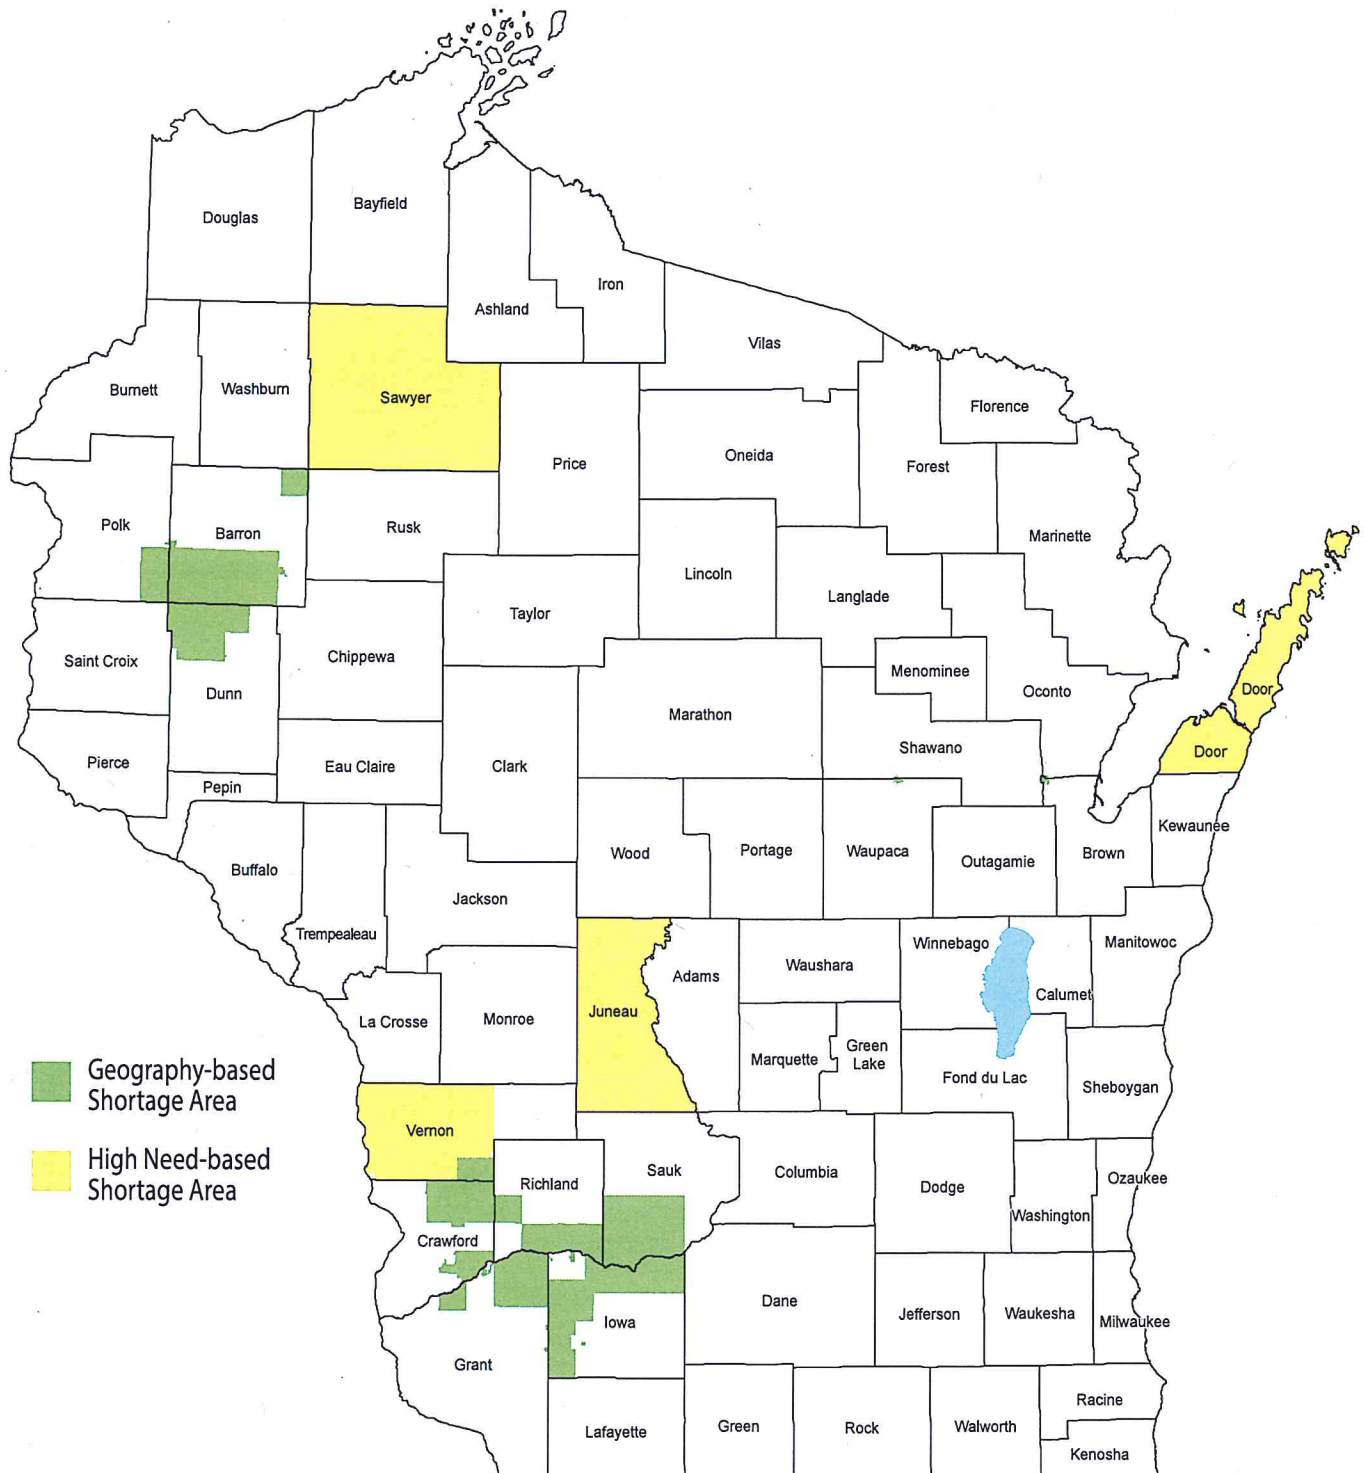 Douglas
Bayfield
Ashland
Iron
Vilas
Burnett
Washburn
Sawyer
Florence
Price
Oneida
Forest
Polk
Barron
Rusk
Marinette
Lincoln
Langlade
Taylor
Saint Croix
Chippewa
Menominee
Dunn
Oconto
Door
Marathon
Shawano
Door
Pierce
Eau Claire
Clark
Pepin
Kewaunee
Wood
Portage
Waupaca
Outagamie
Brown
Buffalo
Jackson
Trempealeau
Winnebago
Manitowoc
Adams
Waushara
Calumet
La Crosse
Monroe
Juneau
Marquette
Green
Lake
Fond du Lac
Sheboygan
Geography-based
Shortage Area
Vernon
High Need-based
Shortage Area
Richland
Sauk
Columbia
Dodge
Ozaukee
Washington
Crawford
Dane
Jefferson
Waukesha
Milwaukee
Iowa
Grant
Racine
Lafayette
Green
Rock
Walworth
Kenosha